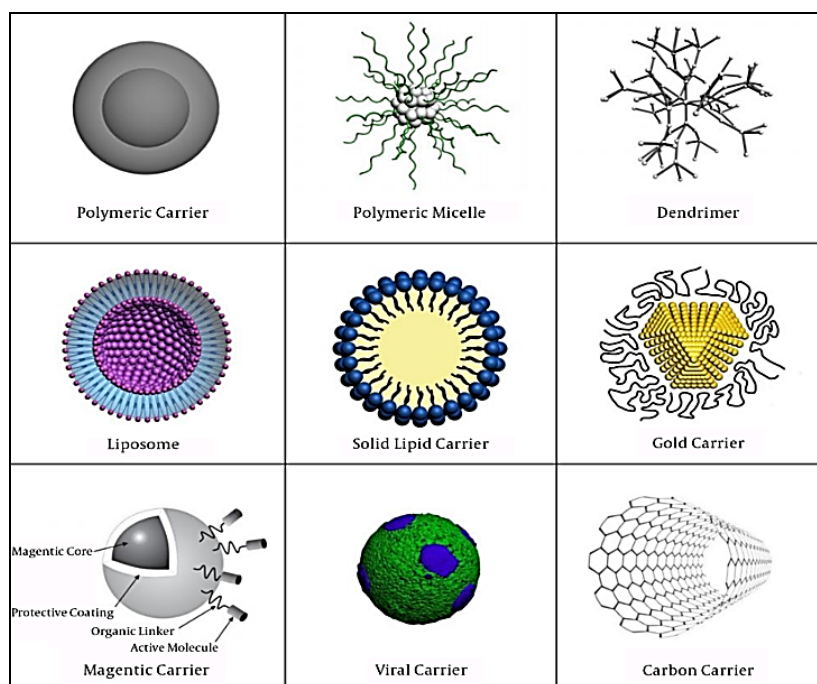 Polymeric Carrier
Polymeric Micelle
Dendrimer
Liposome
Solid Lipid Carrier
Gold Carrier
Magentic Core
Protective Coating
Organic Linker
Active Molecule
Magentic Carrier
Viral Carrier
Carbon Carrier